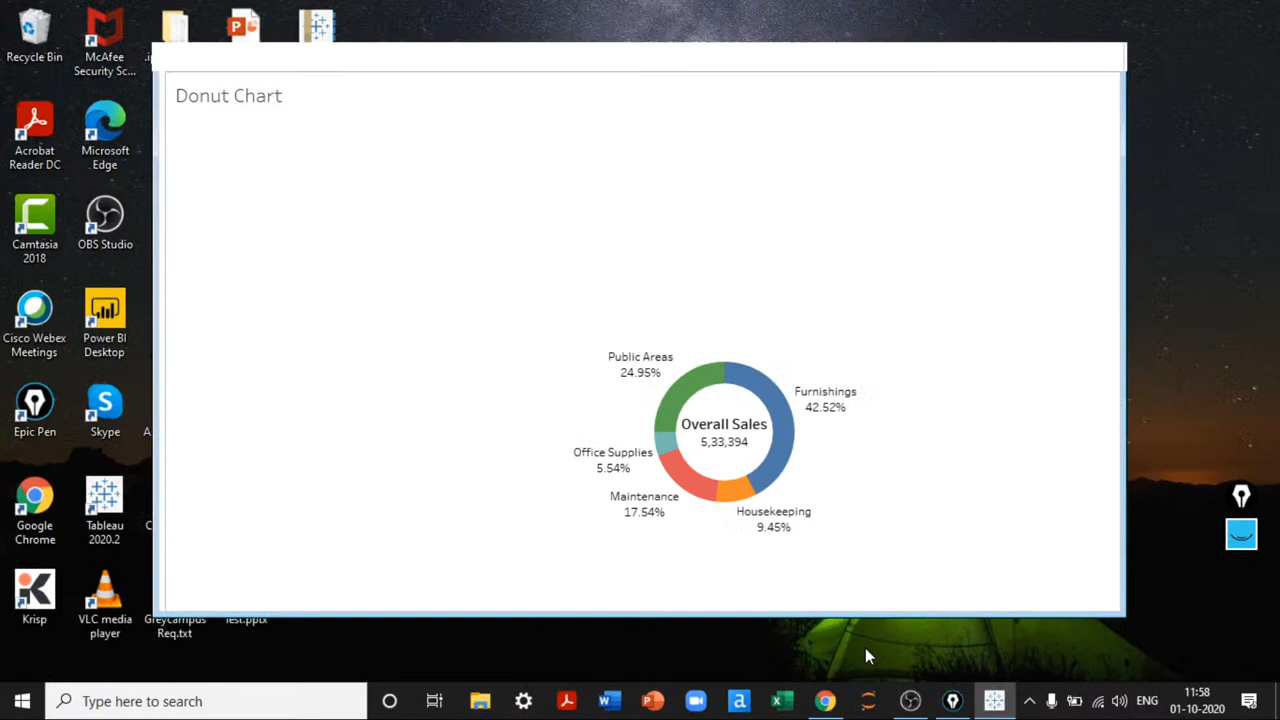 Recycle Bin
McAfee
Security Sc...
Donut Chart
Acrobat
Reader DC
Microsoft
Edge
Camtasia
2018
OBS Studio
Cisco Webex
Meetings
Power BI
Desktop
Epic Pen
Skype
Google
Chrome
Tableau
2020.2
Krisp
VLC media
player
Greycampus
Req.txt
Test.pptx
Public Areas
24.95%
Furnishings
42.52%
Overall Sales
5,33,394
Office Supplies
5.54%
Maintenance
17.54%
Housekeeping
9.45%
Type here to search
ENG
11:58
01-10-2020